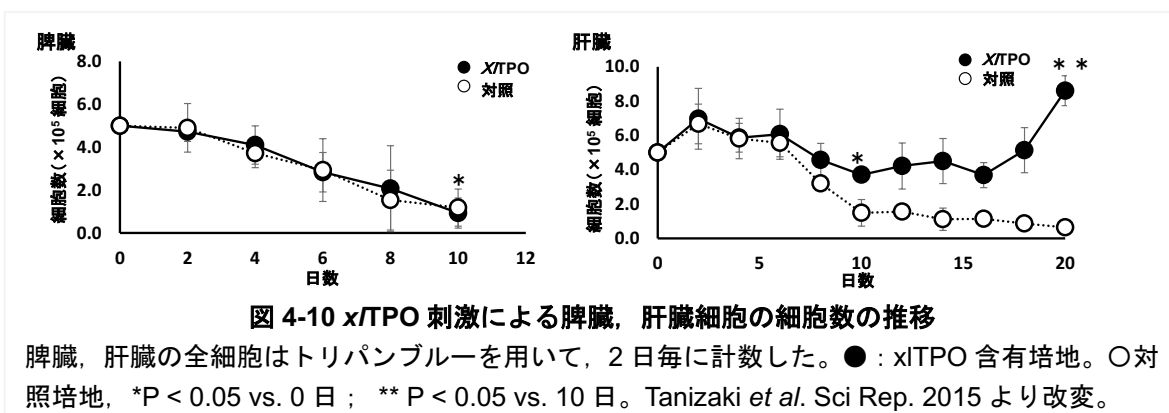 脾臓
細胞数(×10⁵ 細胞)
8.0
6.0
4.0
2.0
0.0
●XlTPO
○対照
*
0 2 4 6 8 10 12
日数
肝臓
細胞数(×10⁵ 細胞)
10.0
8.0
6.0
4.0
2.0
0.0
●XlTPO
○対照
*
* *
0 5 10 15 20
日数
図 4-10 xlTPO 刺激による脾臓，肝臓細胞の細胞数の推移
脾臓，肝臓の全細胞はトリパンブルーを用いて，2 日毎に計数した。●：xlTPO 含有培地。○対
照培地，*P < 0.05 vs. 0 日； ** P < 0.05 vs. 10 日。Tanizaki et al. Sci Rep. 2015 より改変。